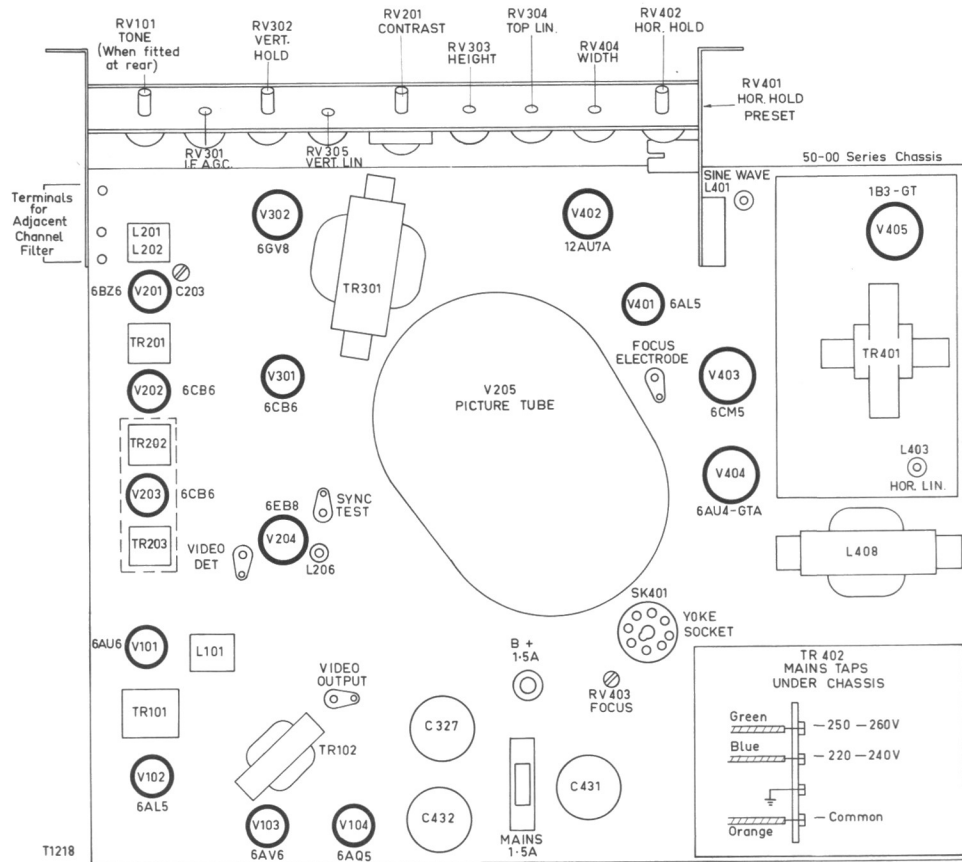 RV101
TONE
(When fitted
at rear)
RV302
VERT.
HOLD
RV201
CONTRAST
RV303
HEIGHT
RV304
TOP LIN.
RV404
WIDTH
RV402
HOR. HOLD
RV401
HOR. HOLD
PRESET
RV301
I.F. A.G.C.
RV305
VERT. LIN
50-00 Series Chassis
Terminals
for
Adjacent
Channel
Filter
L201
L202
V302
6GV8
TR301
V402
12AU7A
SINE WAVE
L401
1B3-GT
V405
6BZ6
V201
C203
V401
6AL5
TR201
FOCUS
ELECTRODE
TR401
V202
6CB6
V301
6CB6
V205
PICTURE TUBE
V403
6CM5
TR202
V203
6CB6
TR203
L403
HOR. LIN.
V404
6AU4-GTA
6EB8
V204
SYNC
TEST
VIDEO
DET
L206
L408
SK401
YOKE
SOCKET
6AU6
V101
L101
B +
1·5A
RV403
FOCUS
VIDEO
OUTPUT
TR101
TR102
C327
TR 402
MAINS TAPS
UNDER CHASSIS
Green
—250 —260V
Blue
—220 —240V
Orange
—Common
V102
6AL5
C431
C432
V103
6AV6
V104
6AQ5
MAINS
1·5A
T1218